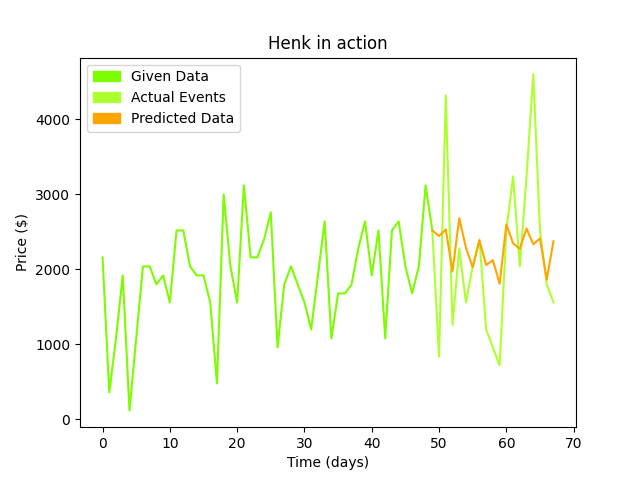 Henk in action
Given Data
Actual Events
Predicted Data
Price ($)
4000
3000
2000
1000
0
0 10 20 30 40 50 60 70
Time (days)